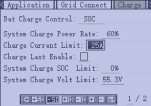 Application Grid Connect Charge
Bat Charge Control: SOC
System Charge Power Rate: 60%
Charge Current Limit: 25A
Charge Last Enable:
System Charge SOC Limit: 0%
System Charge Volt Limit: 55.3V
1 / 2